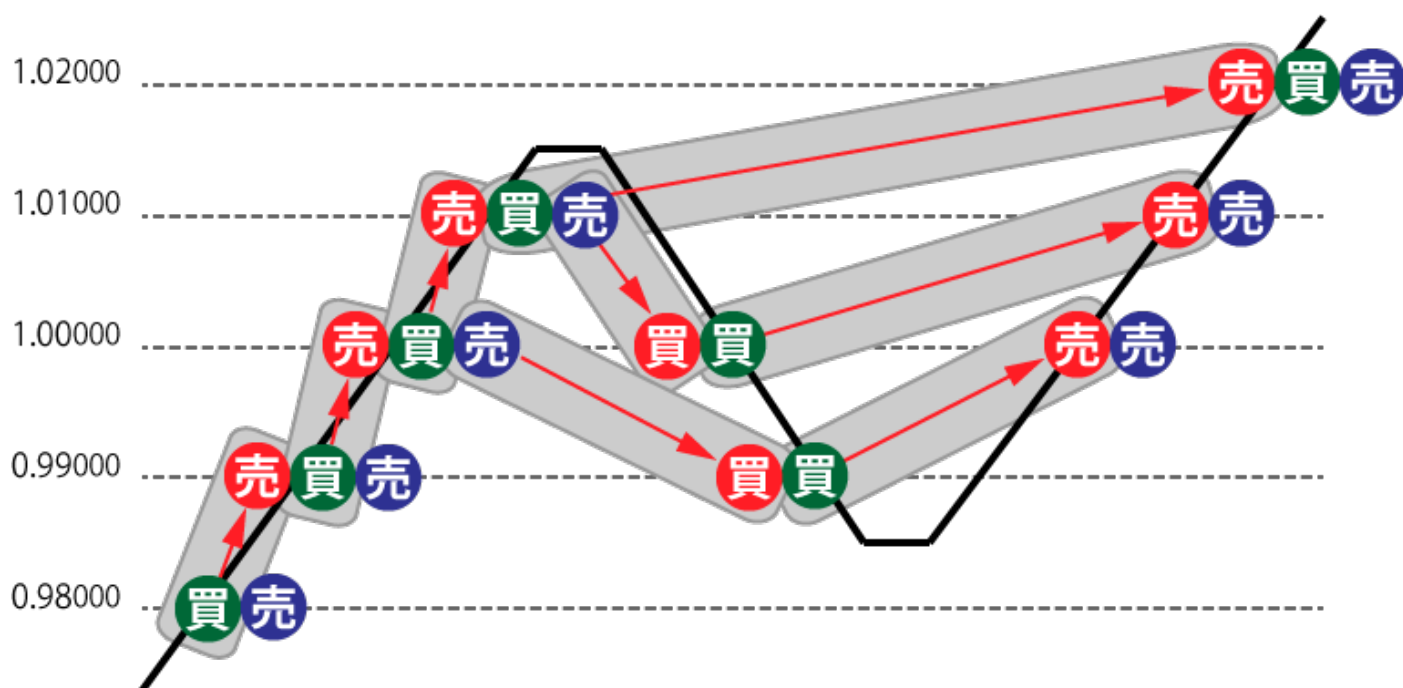 1.02000 売 買 売
1.01000 売 買 売 売 売
1.00000 売 買 売 買 買 売 売
0.99000 売 買 売 買 買
0.98000 買 売